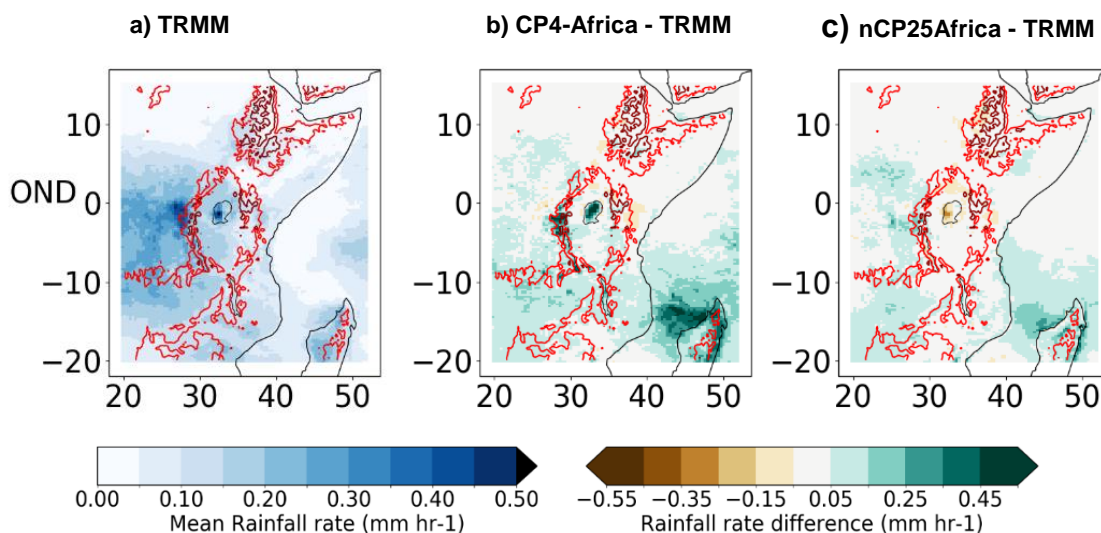 a) TRMM
b) CP4-Africa - TRMM
c) nCP25Africa - TRMM
OND
10
0
−10
−20
20 30 40 50
10
0
−10
−20
20 30 40 50
10
0
−10
−20
20 30 40 50
0.00 0.10 0.20 0.30 0.40 0.50
Mean Rainfall rate (mm hr-1)
−0.55 −0.35 −0.15 0.05 0.25 0.45
Rainfall rate difference (mm hr-1)